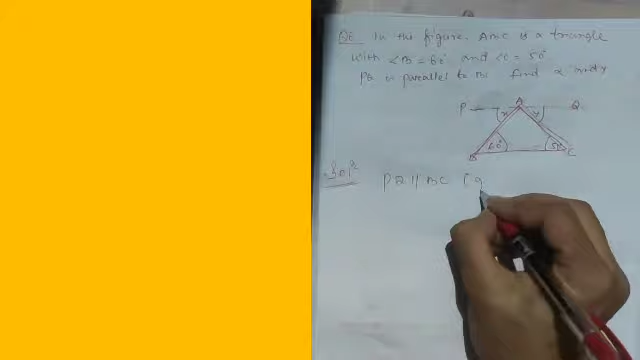 Q6. In the figure. ABC is a triangle
with ∠B = 60° and ∠C = 50°
PQ is parallel to BC find x and y
P A Q
x y
60° 50°
B C
Solⁿ PQ || BC [g